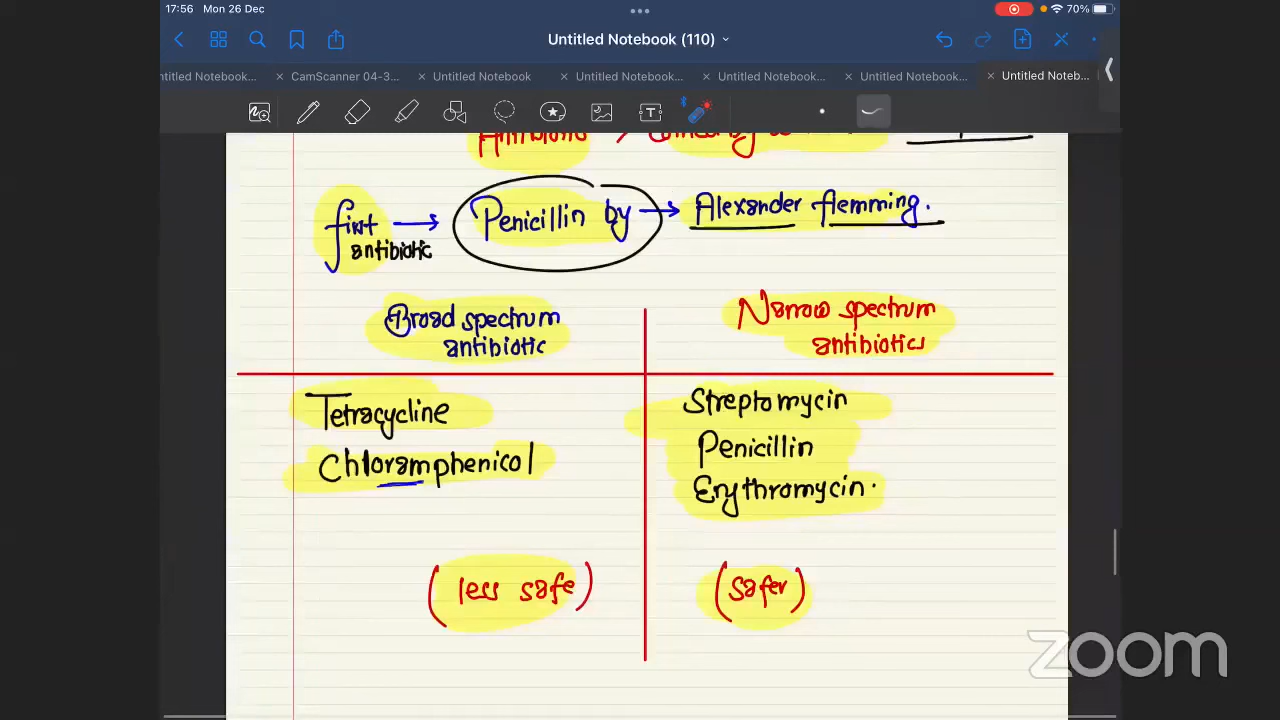 17:56 Mon 26 Dec
70%
Untitled Notebook (110)
ntitled Notebook...
CamScanner 04-3...
Untitled Notebook
Untitled Notebook...
Untitled Notebook...
Untitled Notebook...
Untitled Noteb...
Antibiotic
first → Penicillin by → Alexander flemming.
antibiotic
Broad spectrum
antibiotic
Narrow spectrum
antibiotics
Tetracycline
Chloramphenicol
Streptomycin
Penicillin
Erythromycin.
(less safe)
(safer)
zoom